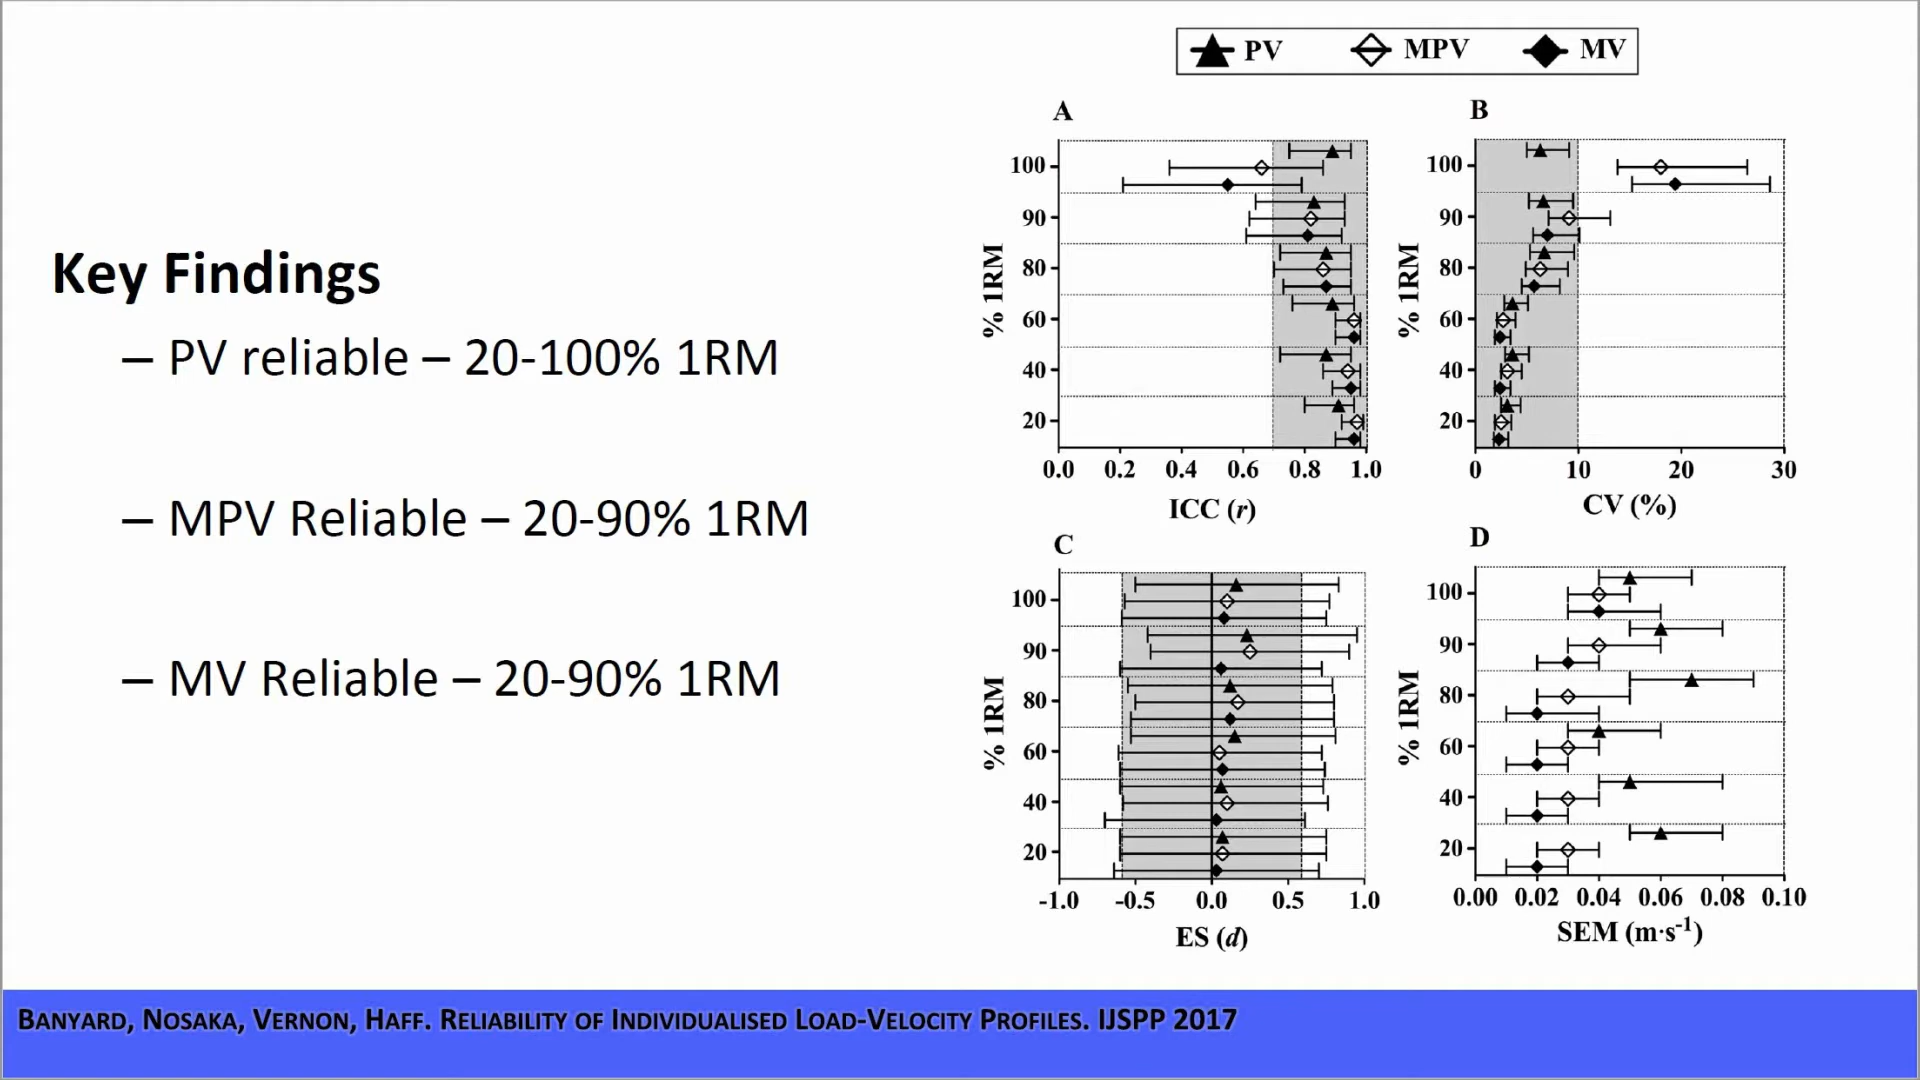 Key Findings
– PV reliable – 20-100% 1RM
– MPV Reliable – 20-90% 1RM
– MV Reliable – 20-90% 1RM
PV MPV MV
A
100
90
80
60
40
20
% 1RM
0.0 0.2 0.4 0.6 0.8 1.0
ICC (r)
B
100
90
80
60
40
20
% 1RM
0 10 20 30
CV (%)
C
100
90
80
60
40
20
% 1RM
-1.0 -0.5 0.0 0.5 1.0
ES (d)
D
100
90
80
60
40
20
% 1RM
0.00 0.02 0.04 0.06 0.08 0.10
SEM (m·s⁻¹)
BANYARD, NOSAKA, VERNON, HAFF. RELIABILITY OF INDIVIDUALISED LOAD-VELOCITY PROFILES. IJSPP 2017